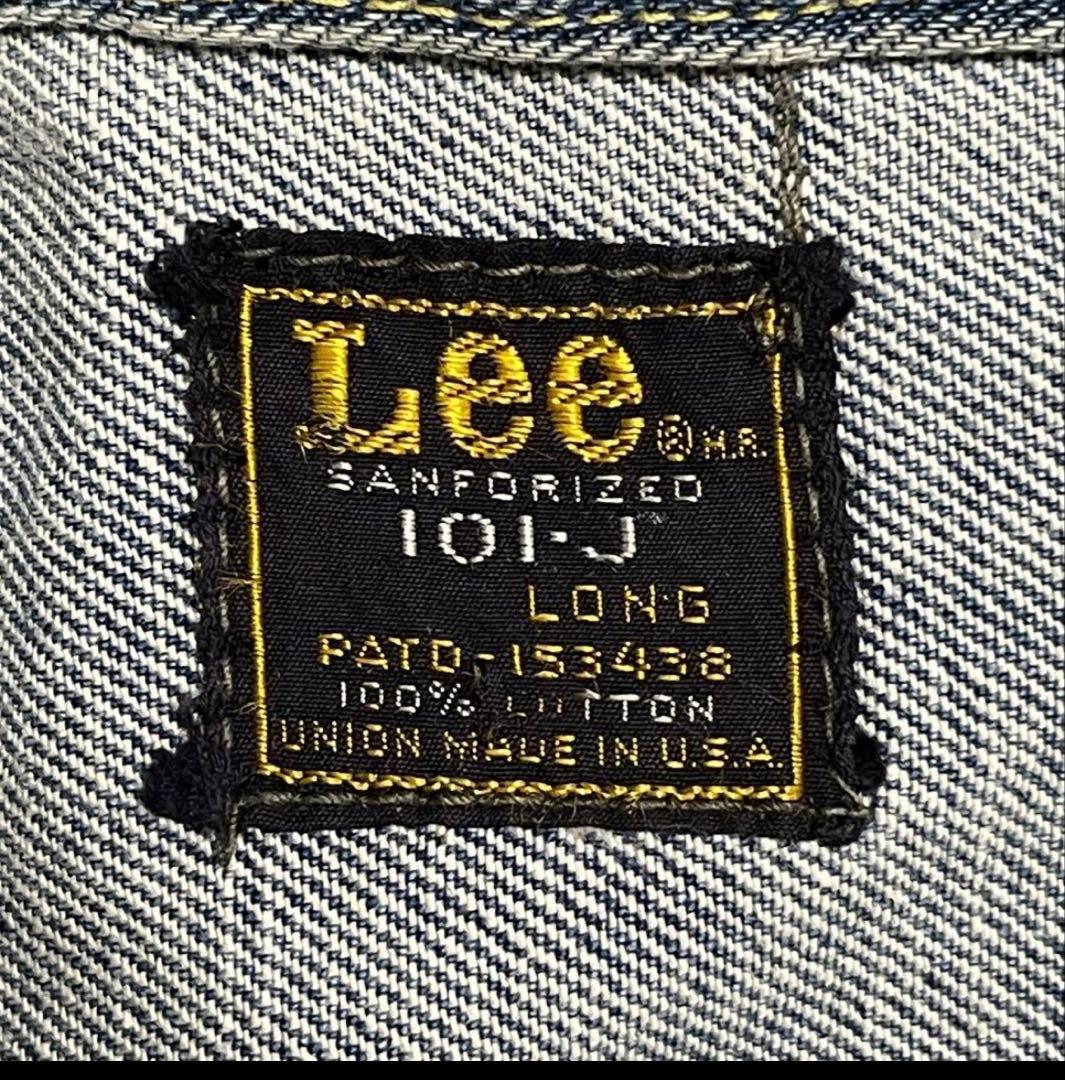 Lee® M.R.
SANFORIZED
101-J
LONG
PATD-153438
100% COTTON
UNION MADE IN U.S.A.